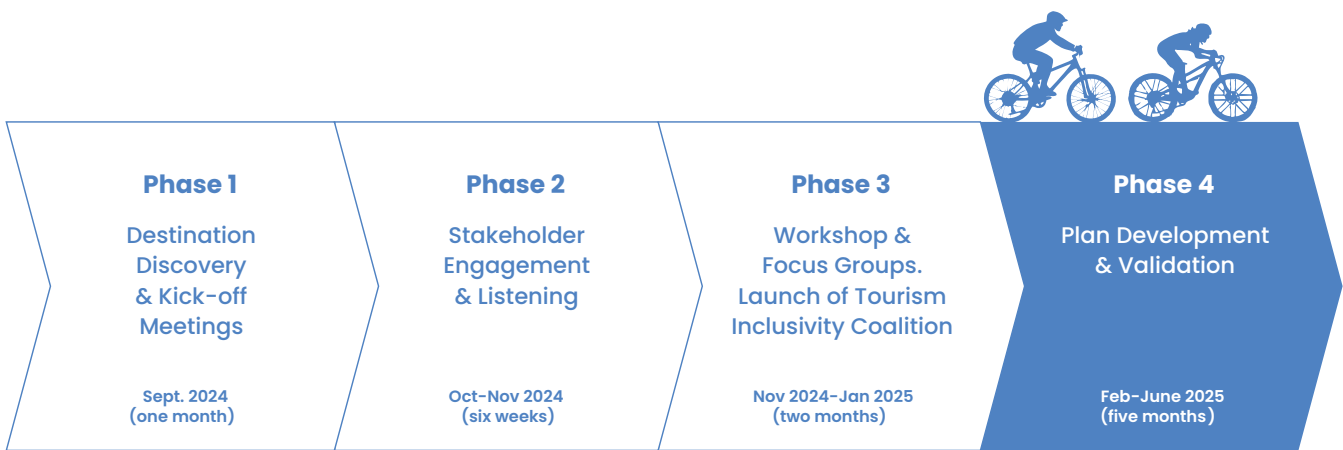 Phase 1
Destination
Discovery
& Kick-off
Meetings
Sept. 2024
(one month)
Phase 2
Stakeholder
Engagement
& Listening
Oct-Nov 2024
(six weeks)
Phase 3
Workshop &
Focus Groups.
Launch of Tourism
Inclusivity Coalition
Nov 2024-Jan 2025
(two months)
Phase 4
Plan Development
& Validation
Feb-June 2025
(five months)